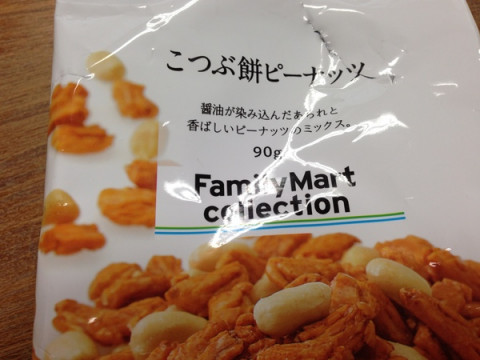 こつぶ餅ピーナッツ
醤油が染み込んだあられと
香ばしいピーナッツのミックス。
90g
FamilyMart
collection